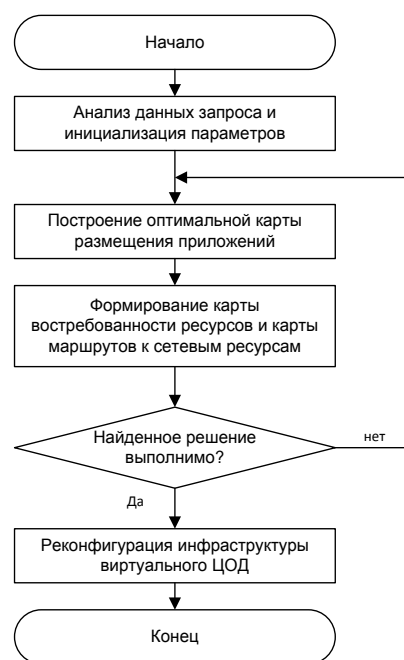 Начало
Анализ данных запроса и
инициализация параметров
Построение оптимальной карты
размещения приложений
Формирование карты
востребованности ресурсов и карты
маршрутов к сетевым ресурсам
Найденное решение
выполнимо?
нет
Да
Реконфигурация инфраструктуры
виртуального ЦОД
Конец